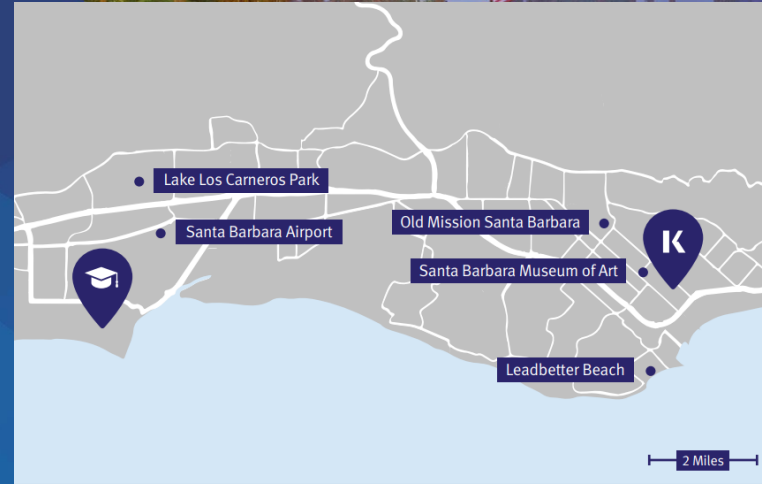 Lake Los Carneros Park
Santa Barbara Airport
Old Mission Santa Barbara
K
Santa Barbara Museum of Art
Leadbetter Beach
2 Miles